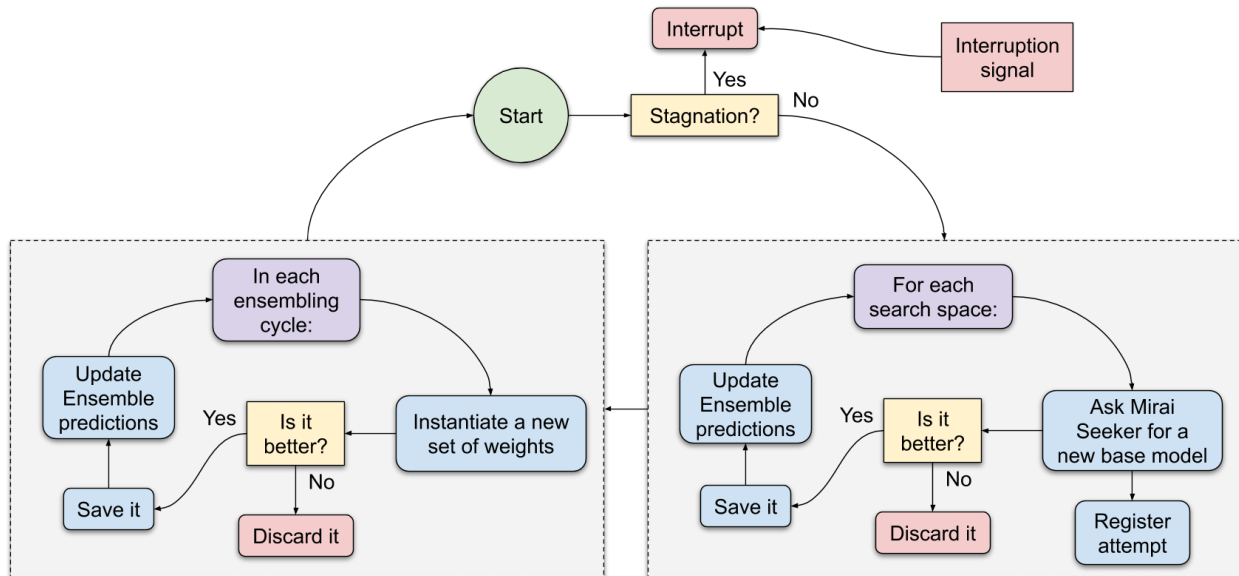 Interrupt
Interruption
signal
Yes
Start
Stagnation?
No
In each
ensembling
cycle:
Update
Ensemble
predictions
Yes
Is it
better?
Instantiate a new
set of weights
No
Save it
Discard it
For each
search space:
Update
Ensemble
predictions
Yes
Is it
better?
Ask Mirai
Seeker for a
new base model
No
Save it
Discard it
Register
attempt